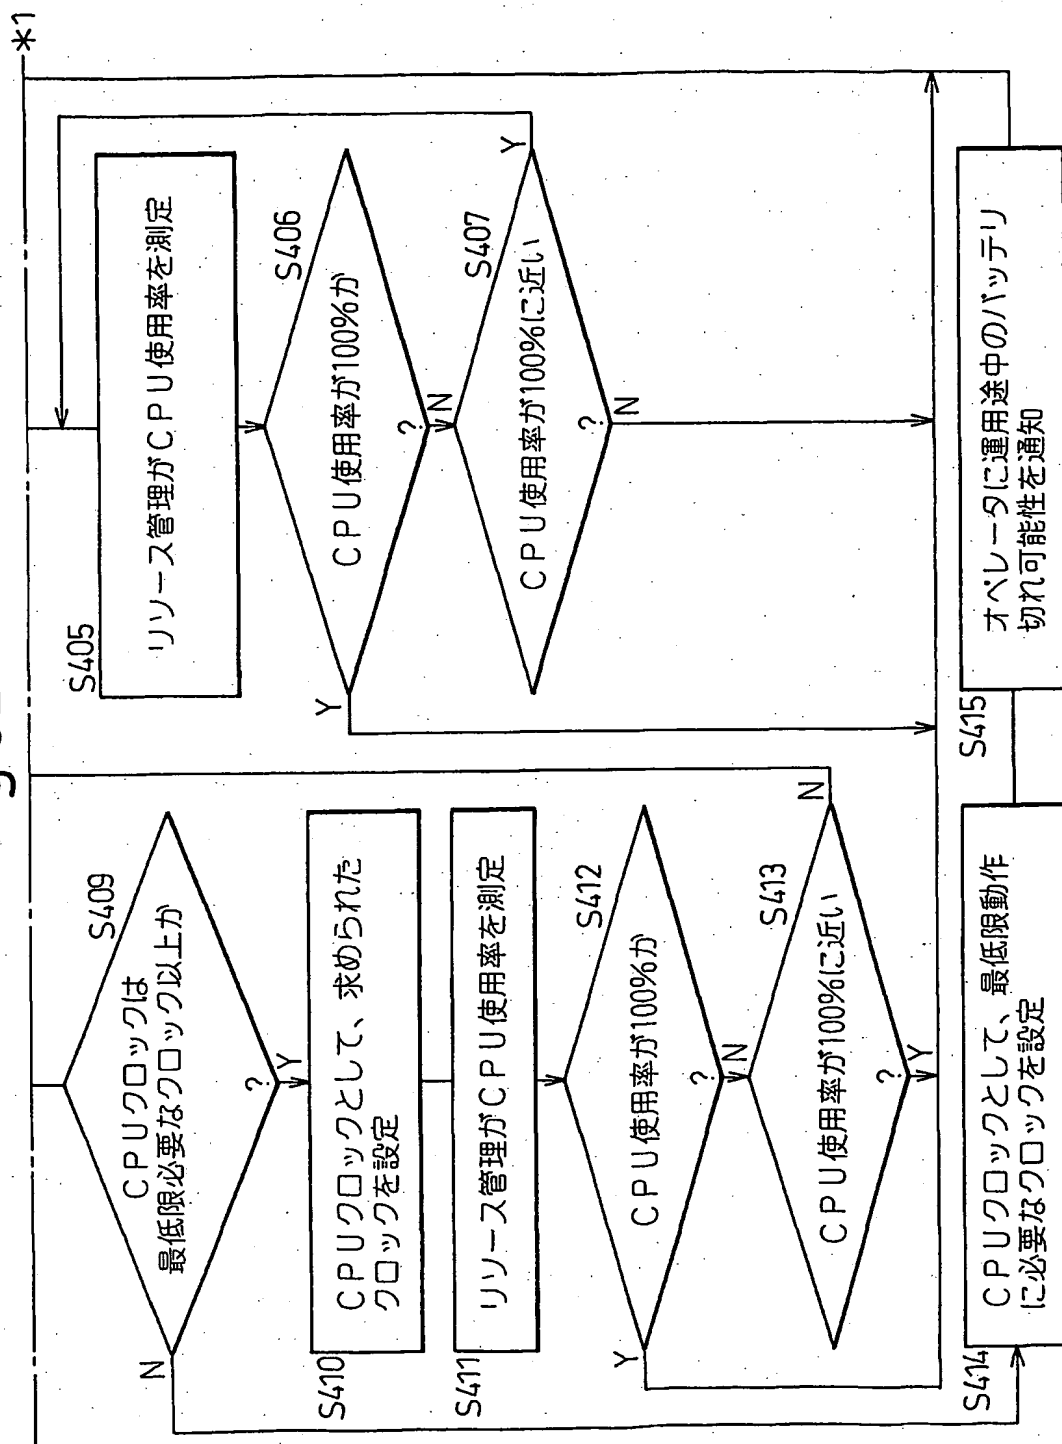 *1
S409
CPUクロックは
最低限必要なクロック以上か
?
N
Y
S410
CPUクロックとして、求められた
クロックを設定
S411
リソース管理がCPU使用率を測定
S412
CPU使用率が100%か
?
Y
N
S413
CPU使用率が100%に近い
?
N
Y
S414
CPUクロックとして、最低限動作
に必要なクロックを設定
S405
リソース管理がCPU使用率を測定
S406
CPU使用率が100%か
?
Y
N
S407
CPU使用率が100%に近い
?
Y
N
S415
オペレータに運用途中のバッテリ
切れ可能性を通知